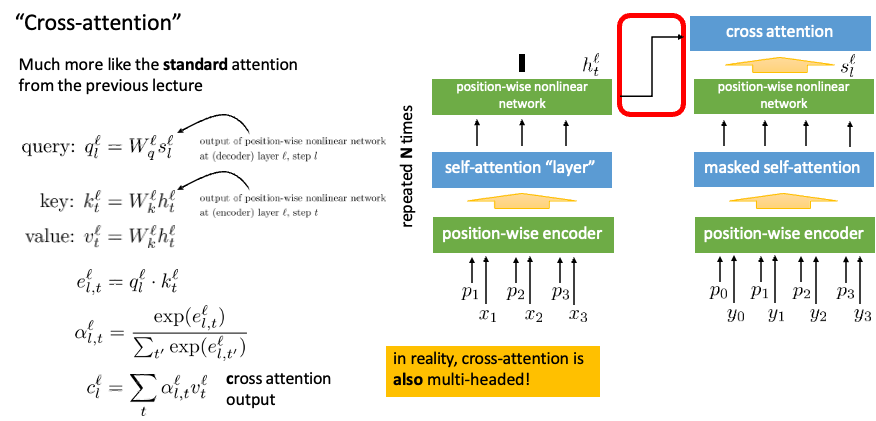 “Cross-attention”
Much more like the standard attention
from the previous lecture
query: $q_l^\ell = W_q^\ell s_l^\ell$
output of position-wise nonlinear network
at (decoder) layer ℓ, step $l$
key: $k_t^\ell = W_k^\ell h_t^\ell$
output of position-wise nonlinear network
at (encoder) layer ℓ, step $t$
value: $v_t^\ell = W_k^\ell h_t^\ell$
$e_{l,t}^\ell = q_l^\ell \cdot k_t^\ell$
$\alpha_{l,t}^\ell = \frac{\exp(e_{l,t}^\ell)}{\sum_{t'} \exp(e_{l,t'}^\ell)}$
$c_l^\ell = \sum_t \alpha_{l,t}^\ell v_t^\ell$
cross attention
output
repeated N times
$h_t^\ell$
position-wise nonlinear
network
self-attention “layer”
position-wise encoder
$p_1$ $p_2$ $p_3$
$x_1$ $x_2$ $x_3$
cross attention
$s_l^\ell$
position-wise nonlinear
network
masked self-attention
position-wise encoder
$p_0$ $p_1$ $p_2$ $p_3$
$y_0$ $y_1$ $y_2$ $y_3$
in reality, cross-attention is
also multi-headed!